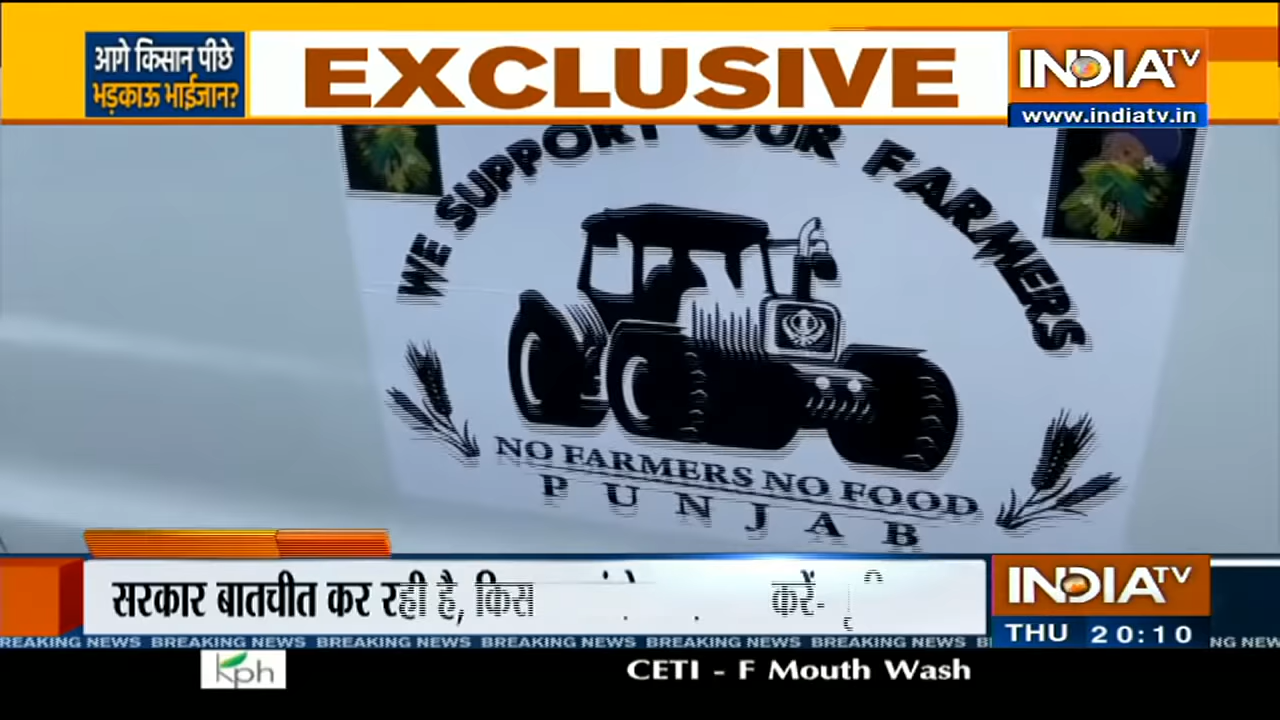 आगे किसान पीछे
भड़काऊ भाईजान?
EXCLUSIVE
INDIA TV
www.indiatv.in
WE SUPPORT OUR FARMERS
NO FARMERS NO FOOD
PUNJAB
सरकार बातचीत कर रही है,
INDIA TV
THU 20:10
BREAKING NEWS BREAKING NEWS BREAKING NEWS BREAKING NEWS BREAKING NEWS BREAKING NEWS
kph
CETI - F Mouth Wash